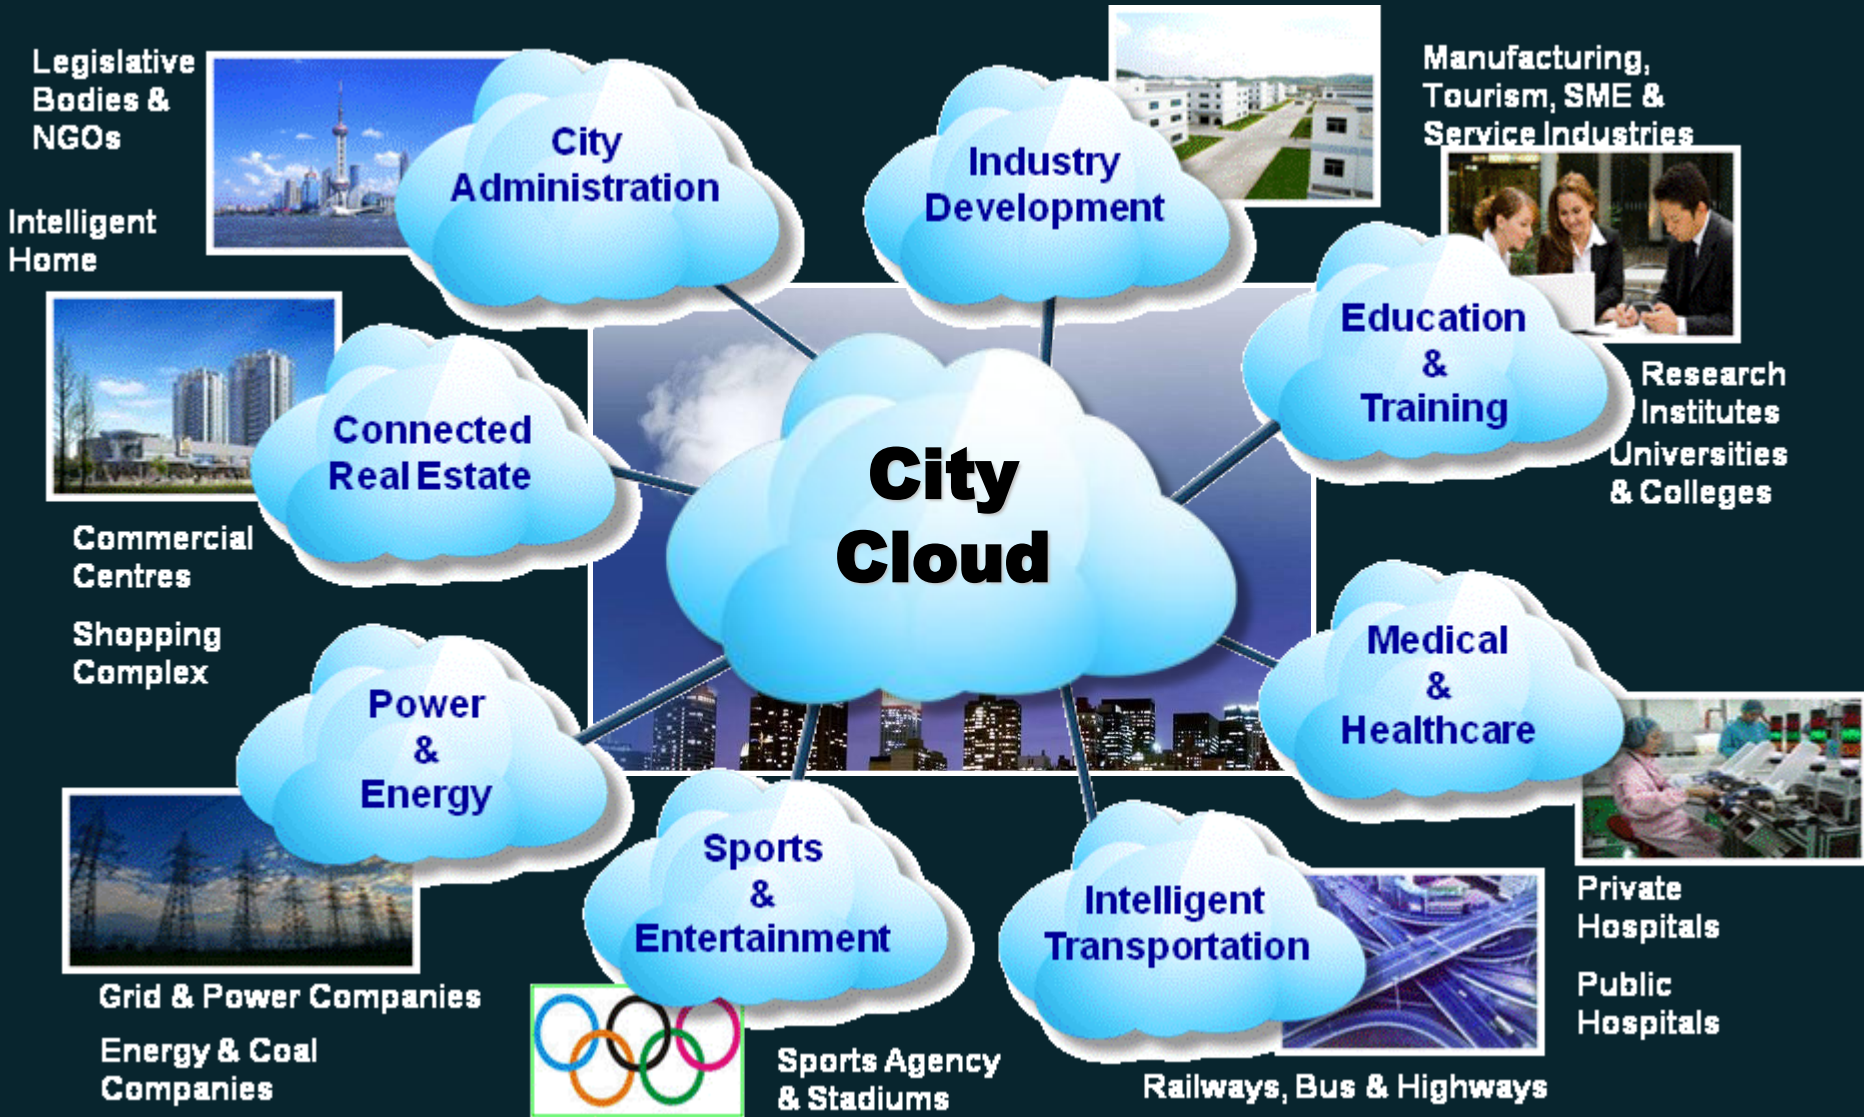 Legislative
Bodies &
NGOs
City
Administration
Industry
Development
Manufacturing,
Tourism, SME &
Service Industries
Intelligent
Home
Education
&
Training
Research
Institutes
Universities
& Colleges
Connected
Real Estate
City
Cloud
Commercial
Centres
Shopping
Complex
Medical
&
Healthcare
Power
&
Energy
Sports
&
Entertainment
Intelligent
Transportation
Private
Hospitals
Public
Hospitals
Grid & Power Companies
Energy & Coal
Companies
Sports Agency
& Stadiums
Railways, Bus & Highways